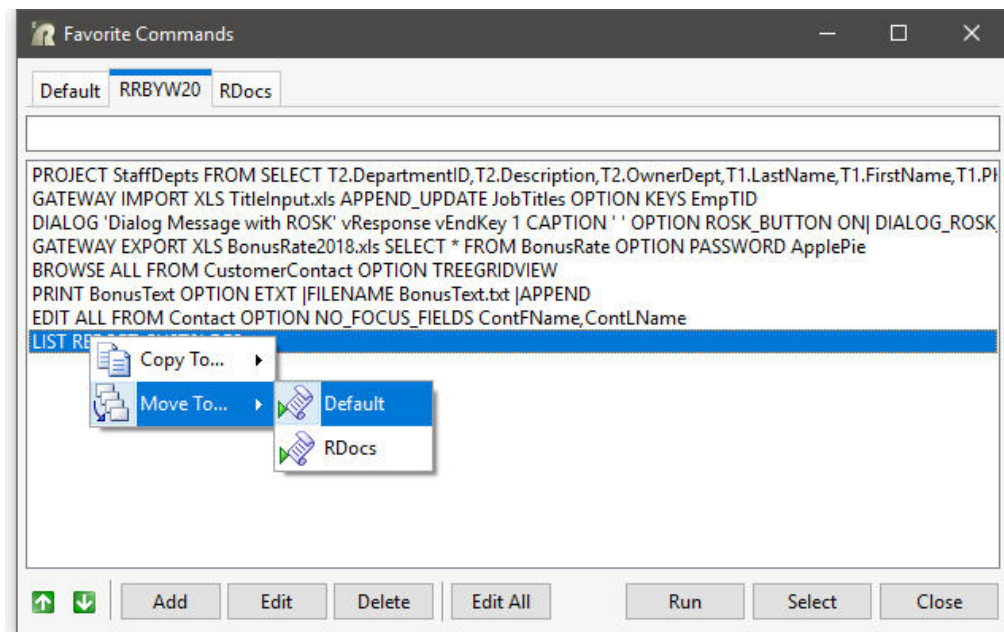 Favorite Commands
Default RRBYW20 RDocs
PROJECT StaffDepts FROM SELECT T2.DepartmentID,T2.Description,T2.OwnerDept,T1.LastName,T1.FirstName,T1.P
GATEWAY IMPORT XLS TitleInput.xls APPEND_UPDATE JobTitles OPTION KEYS EmpTID
DIALOG 'Dialog Message with ROSK' vResponse vEndKey 1 CAPTION ' ' OPTION ROSK_BUTTON ON| DIALOG_ROSK_
GATEWAY EXPORT XLS BonusRate2018.xls SELECT * FROM BonusRate OPTION PASSWORD ApplePie
BROWSE ALL FROM CustomerContact OPTION TREEGRIDVIEW
PRINT BonusText OPTION ETXT |FILENAME BonusText.txt |APPEND
EDIT ALL FROM Contact OPTION NO_FOCUS_FIELDS ContFName,ContLName
LIST
Copy To...
Move To... Default
RDocs
Add Edit Delete Edit All Run Select Close